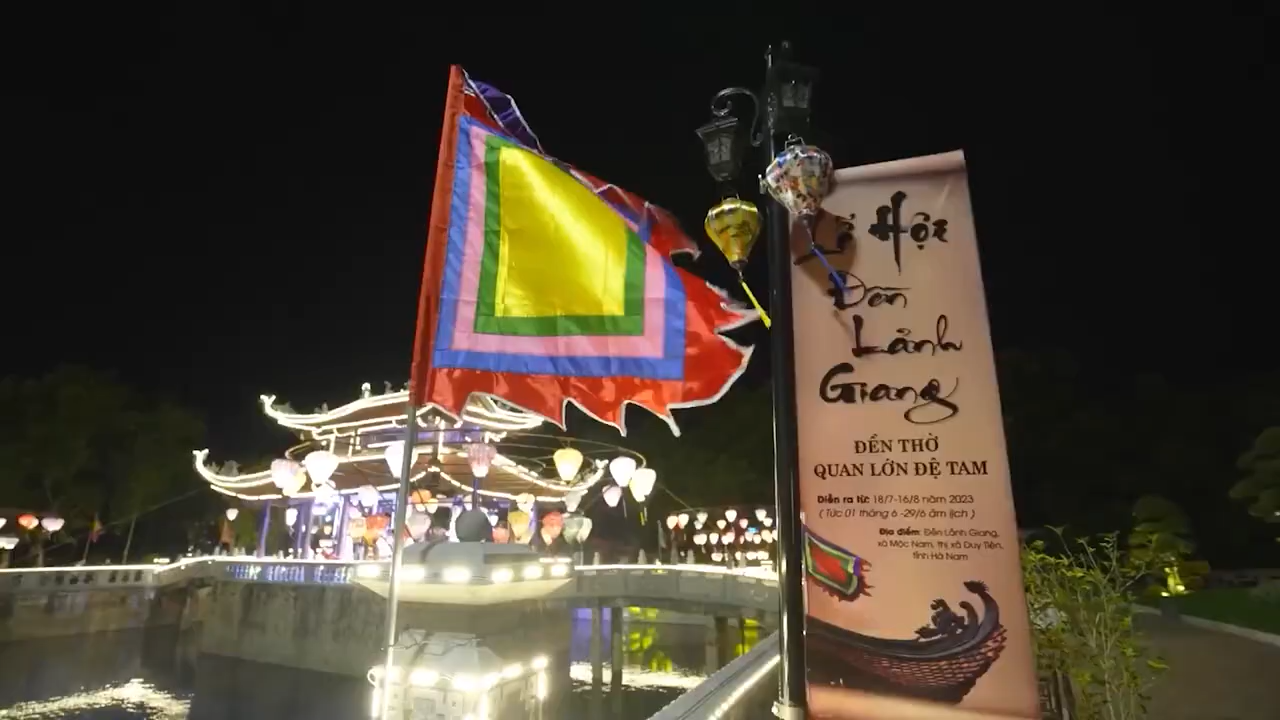 Lễ Hội
Đền
Lảnh
Giang
ĐỀN THỜ
QUAN LỚN ĐỆ TAM
Diễn ra từ: 18/7-16/8 năm 2023
( Tức 01 tháng 6 -29/6 âm lịch )
Địa điểm: Đền Lảnh Giang,
xã Mộc Nam, thị xã Duy Tiên,
tỉnh Hà Nam